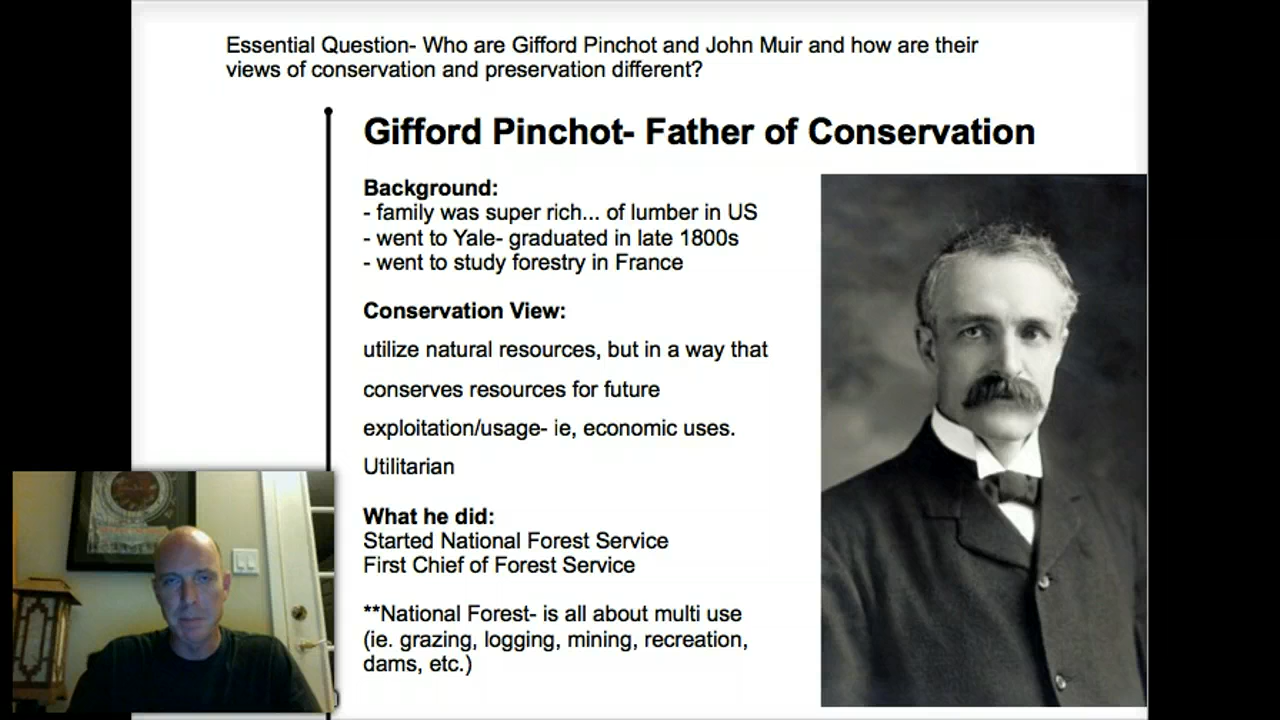 Essential Question- Who are Gifford Pinchot and John Muir and how are their
views of conservation and preservation different?
Gifford Pinchot- Father of Conservation
Background:
- family was super rich... of lumber in US
- went to Yale- graduated in late 1800s
- went to study forestry in France
Conservation View:
utilize natural resources, but in a way that
conserves resources for future
exploitation/usage- ie, economic uses.
Utilitarian
What he did:
Started National Forest Service
First Chief of Forest Service
**National Forest- is all about multi use
(ie. grazing, logging, mining, recreation,
dams, etc.)